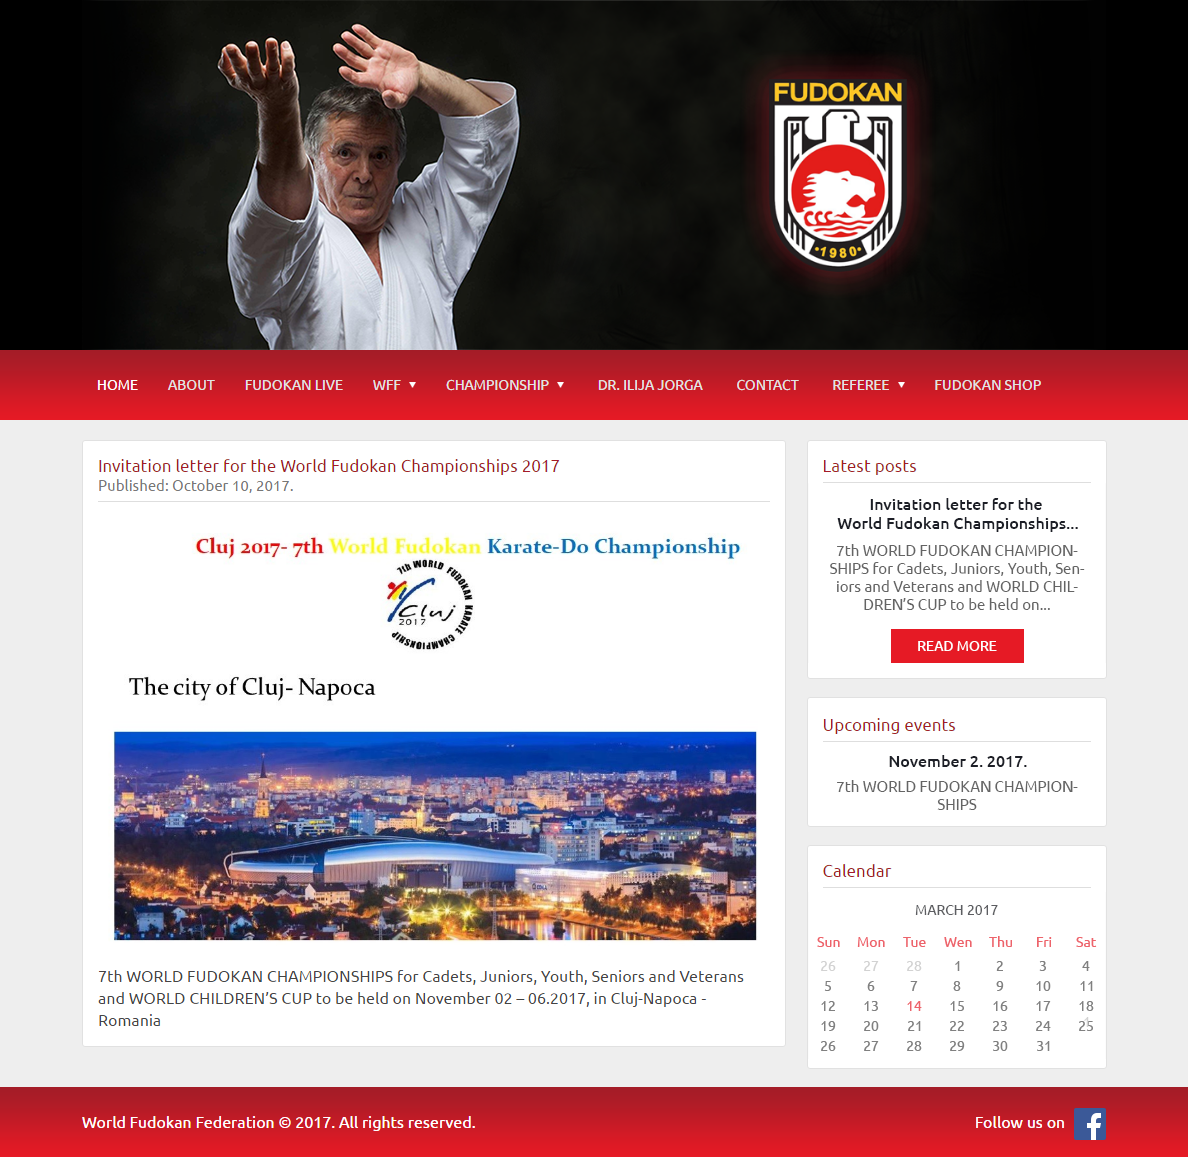 FUDOKAN
·1980·
HOME ABOUT FUDOKAN LIVE WFF CHAMPIONSHIP DR. ILIJA JORGA CONTACT REFEREE FUDOKAN SHOP
Invitation letter for the World Fudokan Championships 2017
Published: October 10, 2017.
Cluj 2017- 7th World Fudokan Karate-Do Championship
7th WORLD FUDOKAN KARATE CHAMPIONSHIP
Cluj
2017
The city of Cluj- Napoca
7th WORLD FUDOKAN CHAMPIONSHIPS for Cadets, Juniors, Youth, Seniors and Veterans
and WORLD CHILDREN'S CUP to be held on November 02 – 06.2017, in Cluj-Napoca -
Romania
Latest posts
Invitation letter for the
World Fudokan Championships...
7th WORLD FUDOKAN CHAMPION-
SHIPS for Cadets, Juniors, Youth, Sen-
iors and Veterans and WORLD CHIL-
DREN'S CUP to be held on...
READ MORE
Upcoming events
November 2. 2017.
7th WORLD FUDOKAN CHAMPION-
SHIPS
Calendar
MARCH 2017
Sun Mon Tue Wen Thu Fri Sat
26 27 28 1 2 3 4
5 6 7 8 9 10 11
12 13 14 15 16 17 18
19 20 21 22 23 24 25
26 27 28 29 30 31
World Fudokan Federation © 2017. All rights reserved.
Follow us on